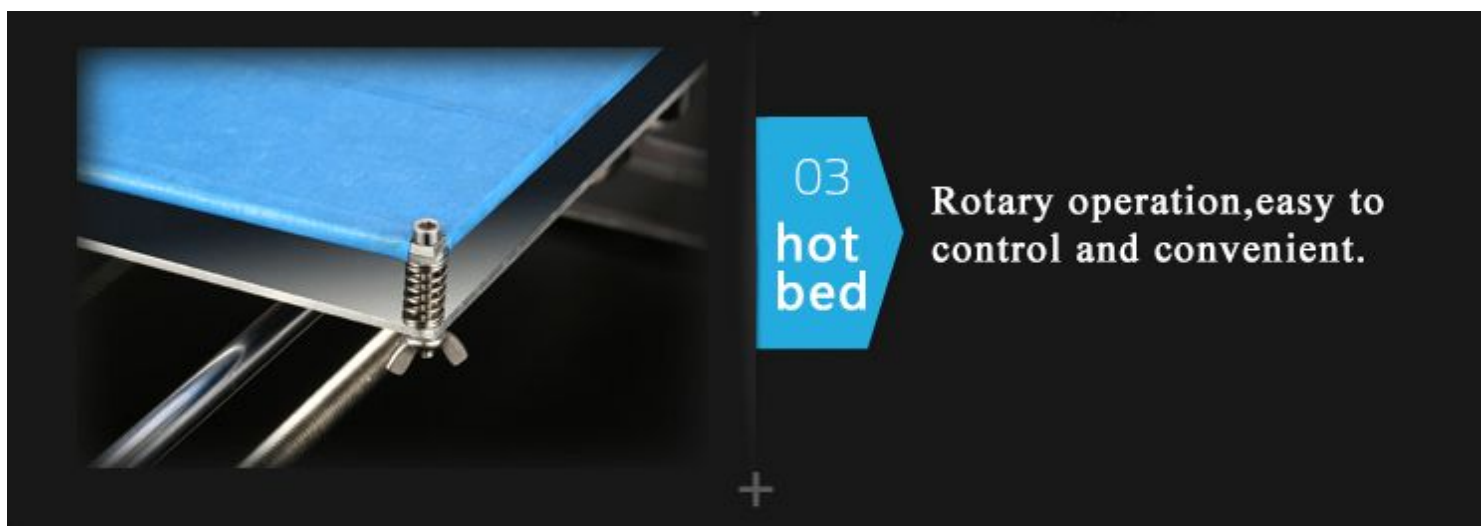 03
hot
bed
Rotary operation,easy to
control and convenient.